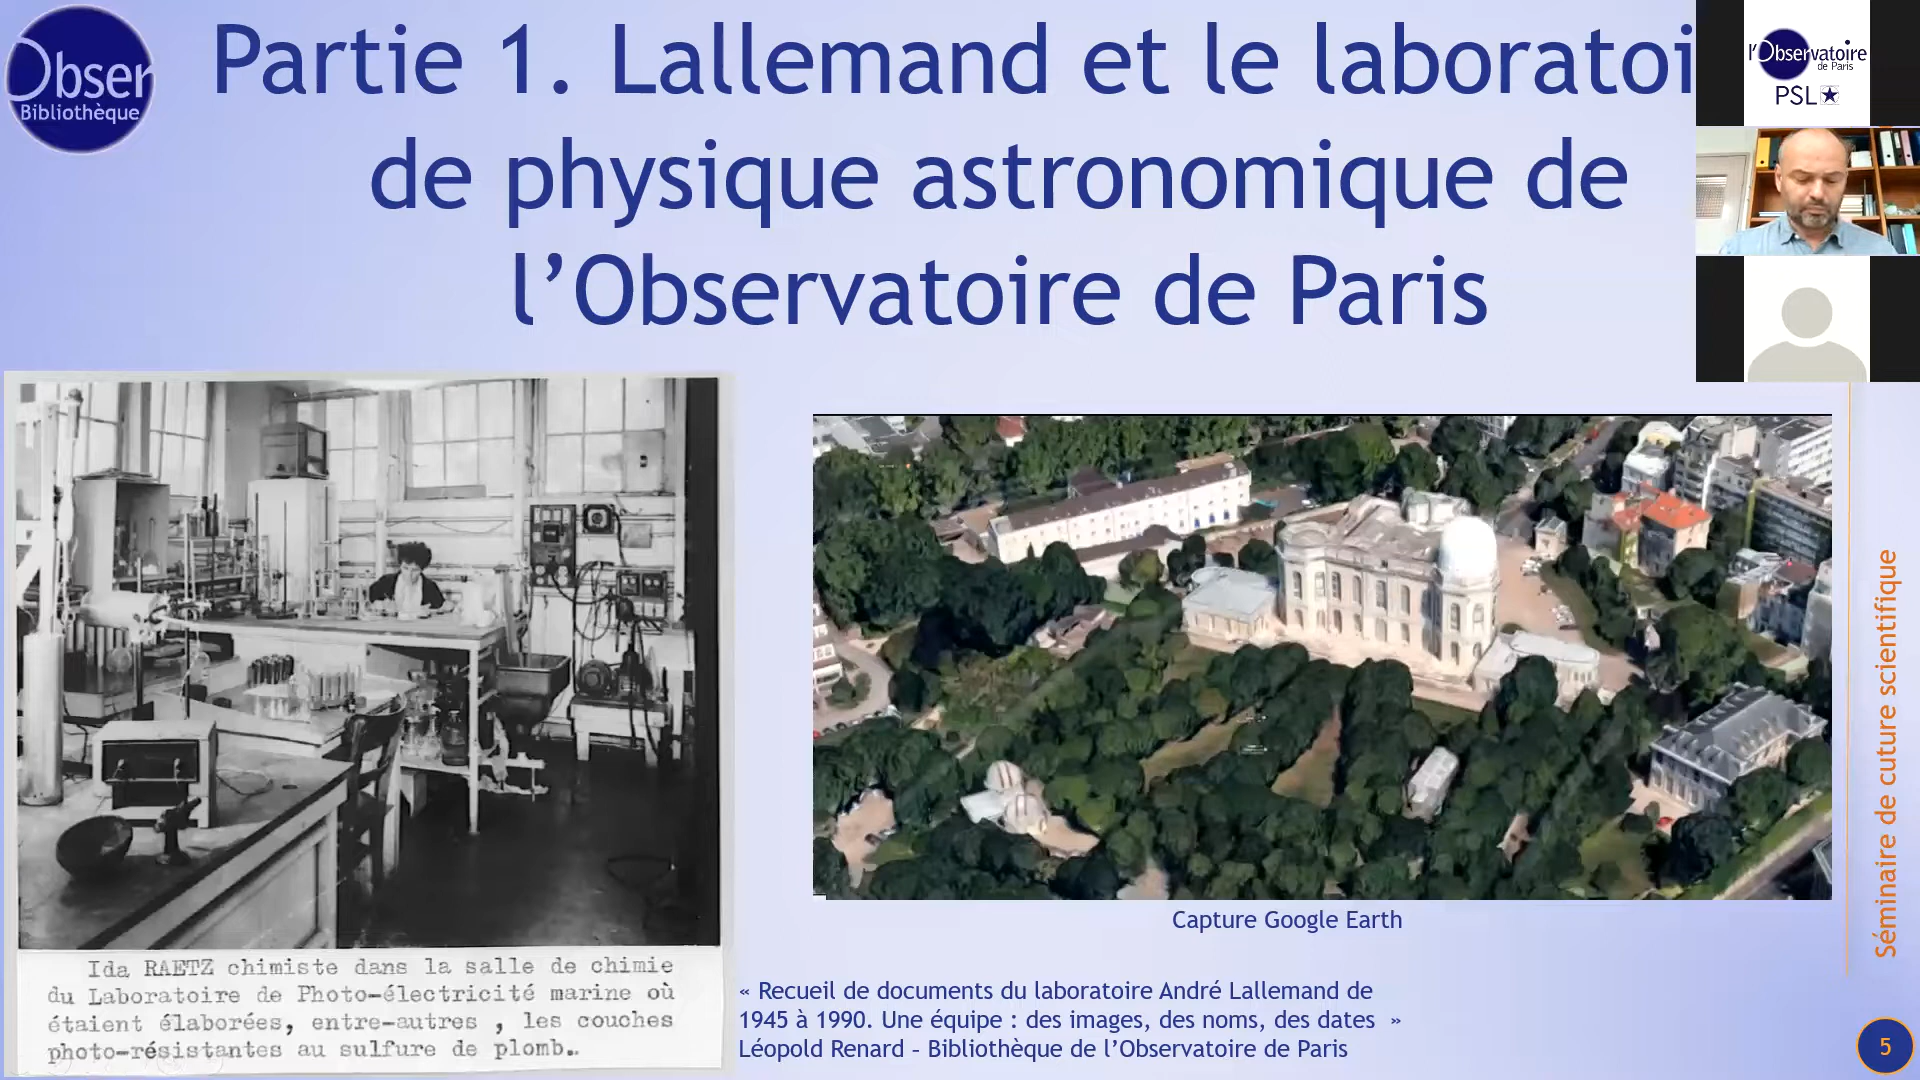 Obser
Bibliothèque
Partie 1. Lallemand et le laboratoi
de physique astronomique de
l’Observatoire de Paris
l'Observatoire
de Paris
PSL
Ida RAETZ chimiste dans la salle de chimie
du Laboratoire de Photo-électricité marine où
étaient élaborées, entre-autres , les couches
photo-résistantes au sulfure de plomb..
Capture Google Earth
« Recueil de documents du laboratoire André Lallemand de
1945 à 1990. Une équipe : des images, des noms, des dates »
Léopold Renard – Bibliothèque de l’Observatoire de Paris
Séminaire de cuture scientifique
5